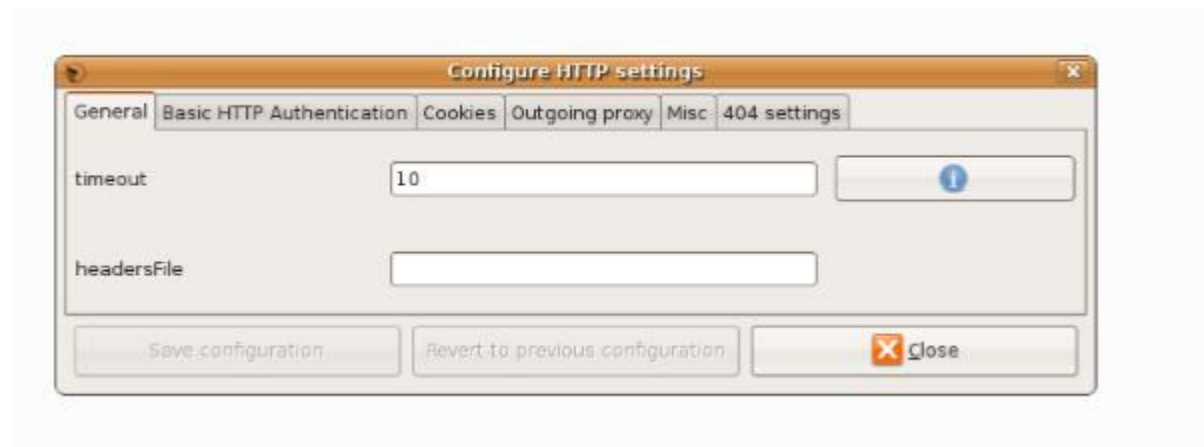 Configure HTTP settings
General Basic HTTP Authentication Cookies Outgoing proxy Misc 404 settings
timeout 10
headersFile
Save configuration Revert to previous configuration Close